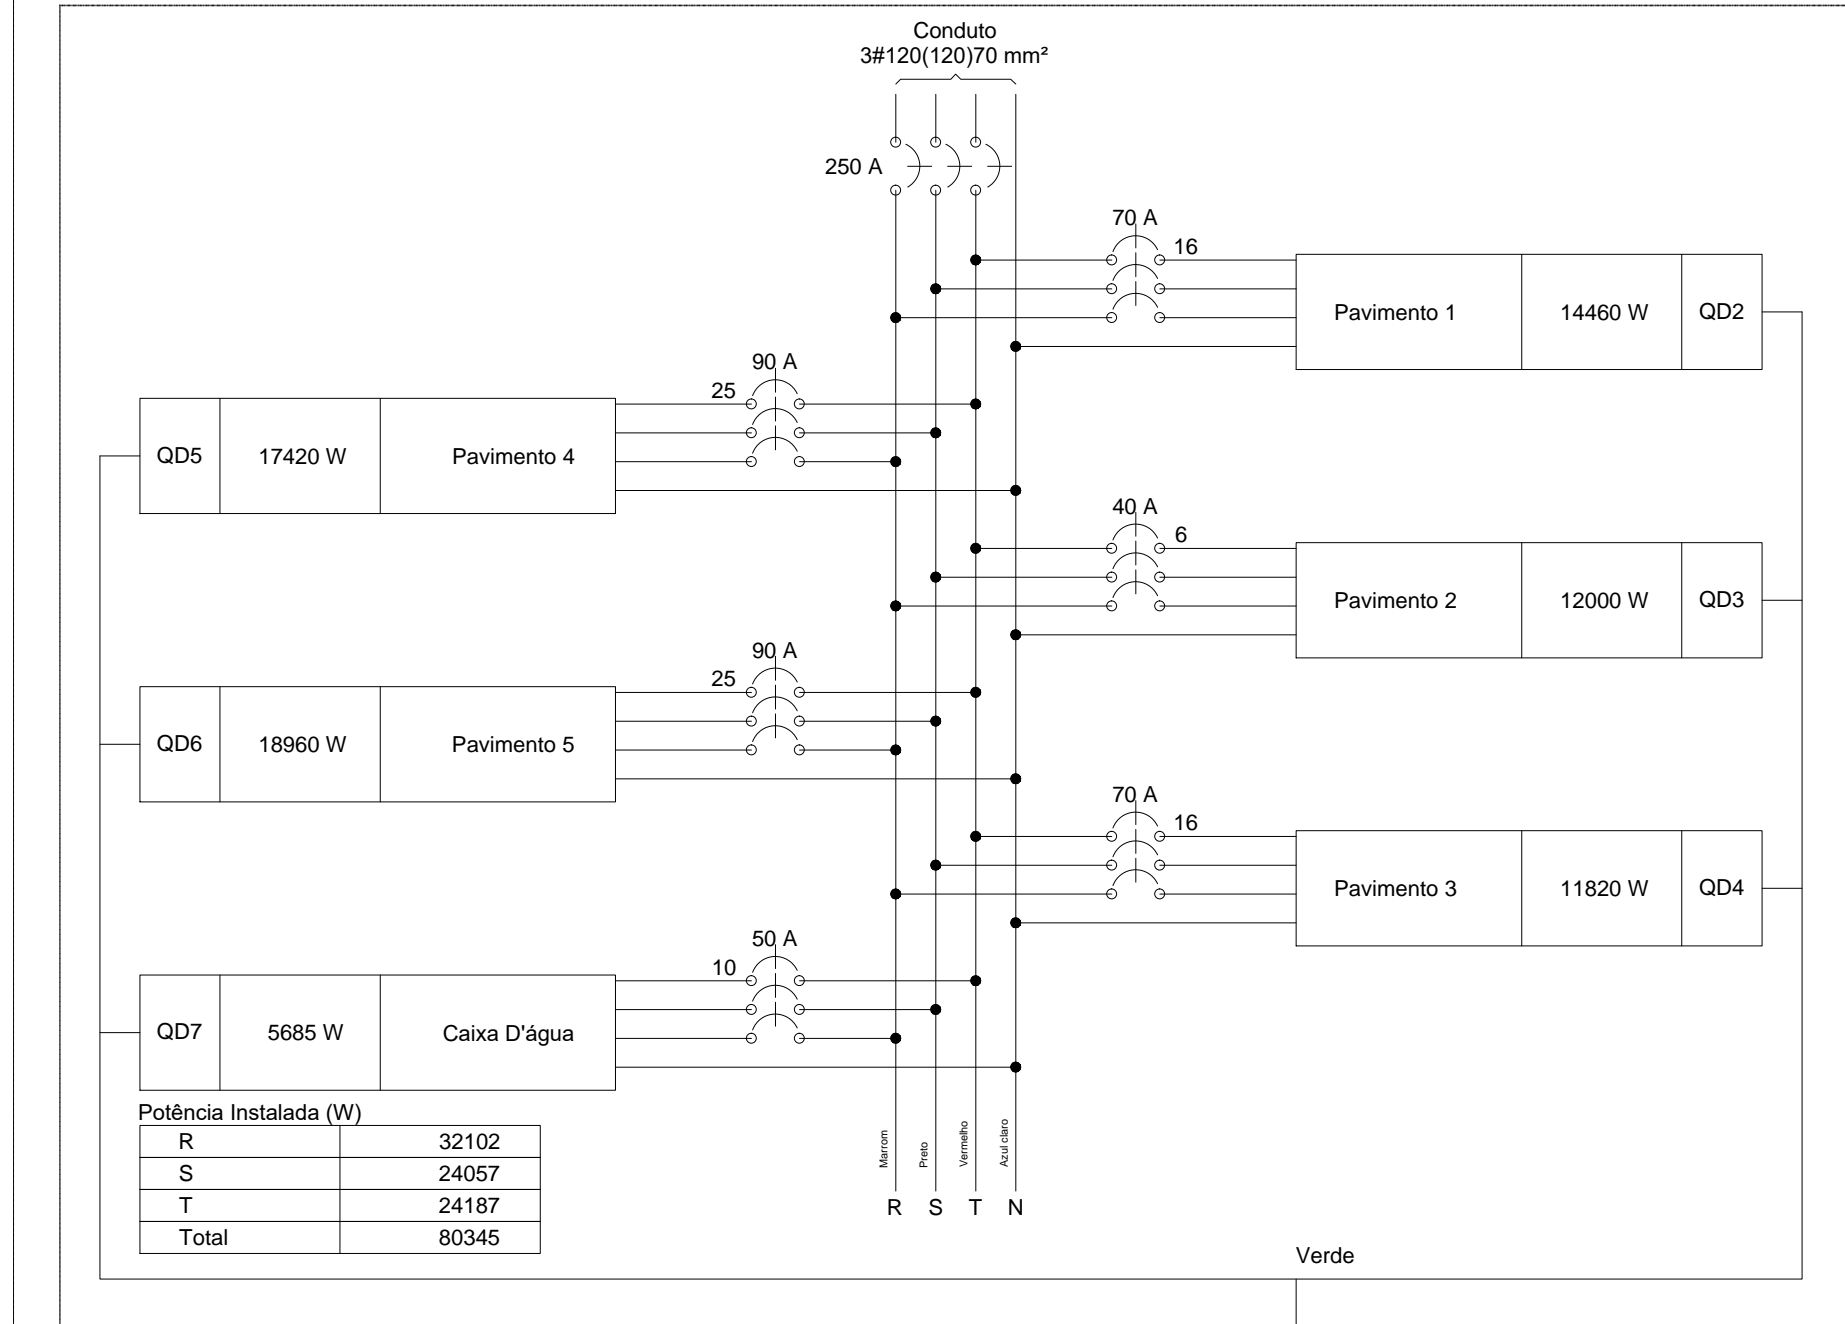 Conduto
3#120(120)70 mm²
250 A
70 A
16
Pavimento 1 14460 W QD2
90 A
25
QD5 17420 W Pavimento 4
40 A
6
Pavimento 2 12000 W QD3
90 A
25
QD6 18960 W Pavimento 5
70 A
16
Pavimento 3 11820 W QD4
50 A
10
QD7 5685 W Caixa D'água
Potência Instalada (W)
R 32102
S 24057
T 24187
Total 80345
Marrom
Preto
Vermelho
Azul claro
R S T N
Verde